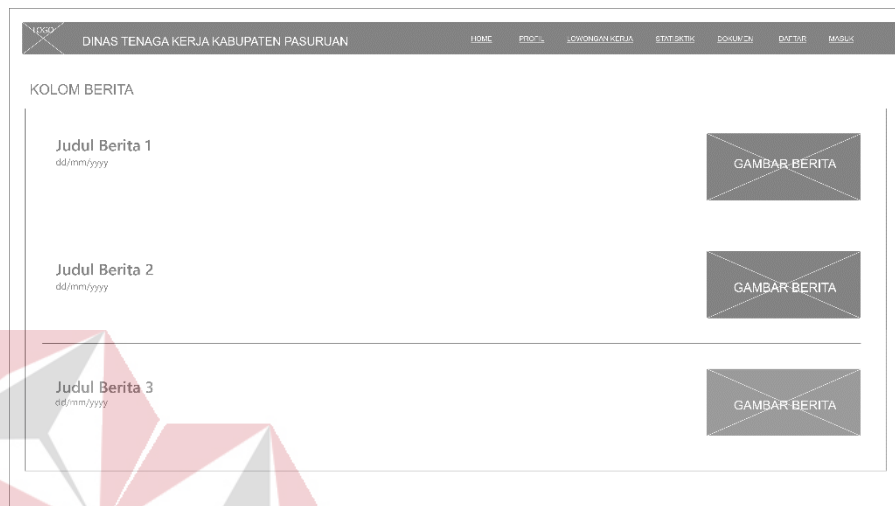 LOGO
DINAS TENAGA KERJA KABUPATEN PASURUAN
HOME PROFIL LOWONGAN KERJA STATISKTIK DOKUMEN DAFTAR MASUK
KOLOM BERITA
Judul Berita 1
dd/mm/yyyy
GAMBAR BERITA
Judul Berita 2
dd/mm/yyyy
GAMBAR BERITA
Judul Berita 3
dd/mm/yyyy
GAMBAR BERITA